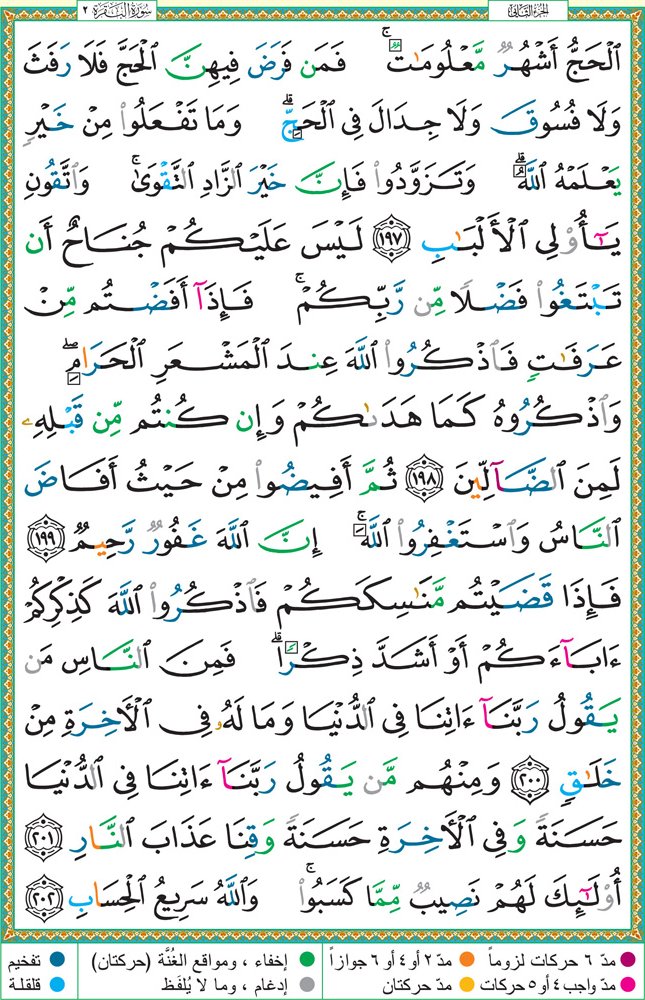 الجزء الثاني
سورة البقرة ٢
ٱلۡحَجُّ أَشۡهُرٞ مَّعۡلُومَٰتٞۚ فَمَن فَرَضَ فِيهِنَّ ٱلۡحَجَّ فَلَا رَفَثَ
وَلَا فُسُوقَ وَلَا جِدَالَ فِي ٱلۡحَجِّۗ وَمَا تَفۡعَلُواْ مِنۡ خَيۡرٖ
يَعۡلَمۡهُ ٱللَّهُۗ وَتَزَوَّدُواْ فَإِنَّ خَيۡرَ ٱلزَّادِ ٱلتَّقۡوَىٰۚ وَٱتَّقُونِ
يَٰٓأُوْلِي ٱلۡأَلۡبَٰبِ ١٩٧ لَيۡسَ عَلَيۡكُمۡ جُنَاحٌ أَن
تَبۡتَغُواْ فَضۡلٗا مِّن رَّبِّكُمۡۚ فَإِذَآ أَفَضۡتُم مِّنۡ
عَرَفَٰتٖ فَٱذۡكُرُواْ ٱللَّهَ عِندَ ٱلۡمَشۡعَرِ ٱلۡحَرَامِۖ
وَٱذۡكُرُوهُ كَمَا هَدَىٰكُمۡ وَإِن كُنتُم مِّن قَبۡلِهِۦ
لَمِنَ ٱلضَّآلِّينَ ١٩٨ ثُمَّ أَفِيضُواْ مِنۡ حَيۡثُ أَفَاضَ
ٱلنَّاسُ وَٱسۡتَغۡفِرُواْ ٱللَّهَۚ إِنَّ ٱللَّهَ غَفُورٞ رَّحِيمٞ ١٩٩
فَإِذَا قَضَيۡتُم مَّنَٰسِكَكُمۡ فَٱذۡكُرُواْ ٱللَّهَ كَذِكۡرِكُمۡ
ءَابَآءَكُمۡ أَوۡ أَشَدَّ ذِكۡرٗاۗ فَمِنَ ٱلنَّاسِ مَن
يَقُولُ رَبَّنَآ ءَاتِنَا فِي ٱلدُّنۡيَا وَمَا لَهُۥ فِي ٱلۡأٓخِرَةِ مِنۡ
خَلَٰقٖ ٢٠٠ وَمِنۡهُم مَّن يَقُولُ رَبَّنَآ ءَاتِنَا فِي ٱلدُّنۡيَا
حَسَنَةٗ وَفِي ٱلۡأٓخِرَةِ حَسَنَةٗ وَقِنَا عَذَابَ ٱلنَّارِ ٢٠١
أُوْلَٰٓئِكَ لَهُمۡ نَصِيبٞ مِّمَّا كَسَبُواْۚ وَٱللَّهُ سَرِيعُ ٱلۡحِسَابِ ٢٠٢
مدّ ٦ حركات لزوماً مدّ ٢ أو ٤ أو ٦ جوازاً إخفاء ، ومواقع الغُنَّة (حركتان) تفخيم
مدّ واجب ٤ أو ٥ حركات مدّ حركتان إدغام ، وما لا يُلفَظ قلقلة